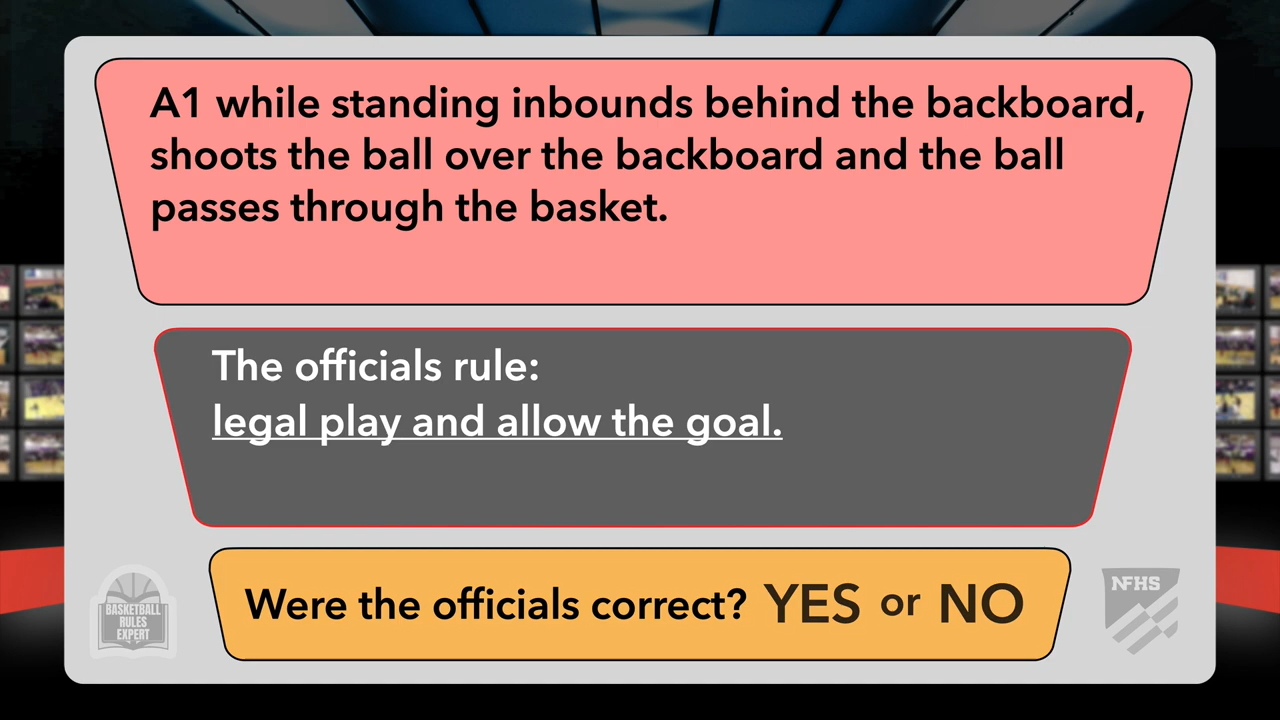 A1 while standing inbounds behind the backboard,
shoots the ball over the backboard and the ball
passes through the basket.
The officials rule:
legal play and allow the goal.
Were the officials correct? YES or NO
BASKETBALL
RULES
EXPERT
NFHS